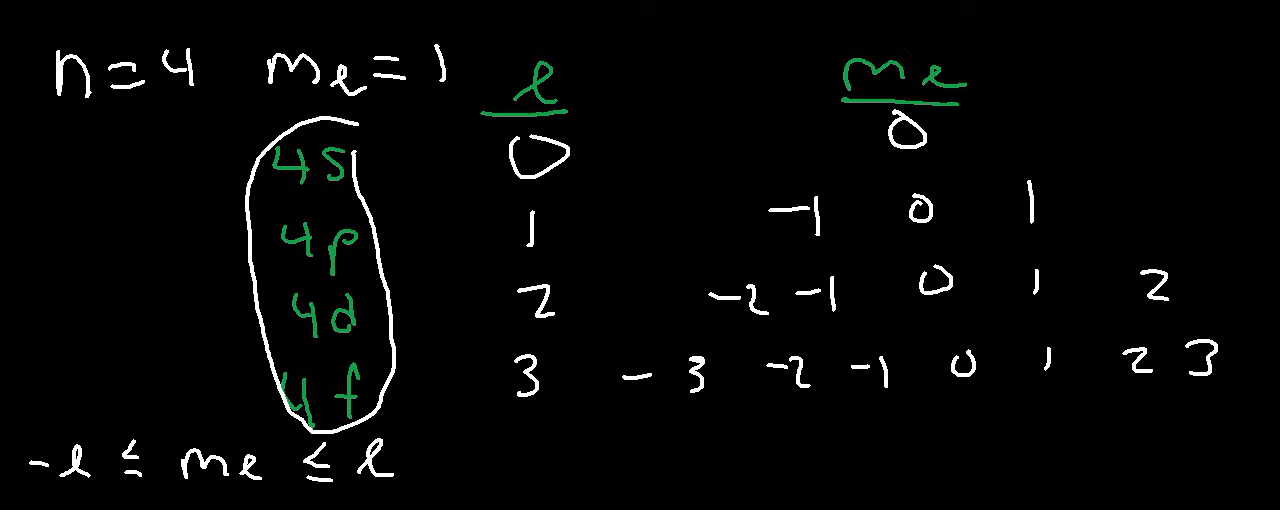 n=4 mℓ=1 ℓ mℓ
4s 0 0
4p 1 -1 0 1
4d 2 -2 -1 0 1 2
4f 3 -3 -2 -1 0 1 2 3
-ℓ ≤ mℓ ≤ ℓ